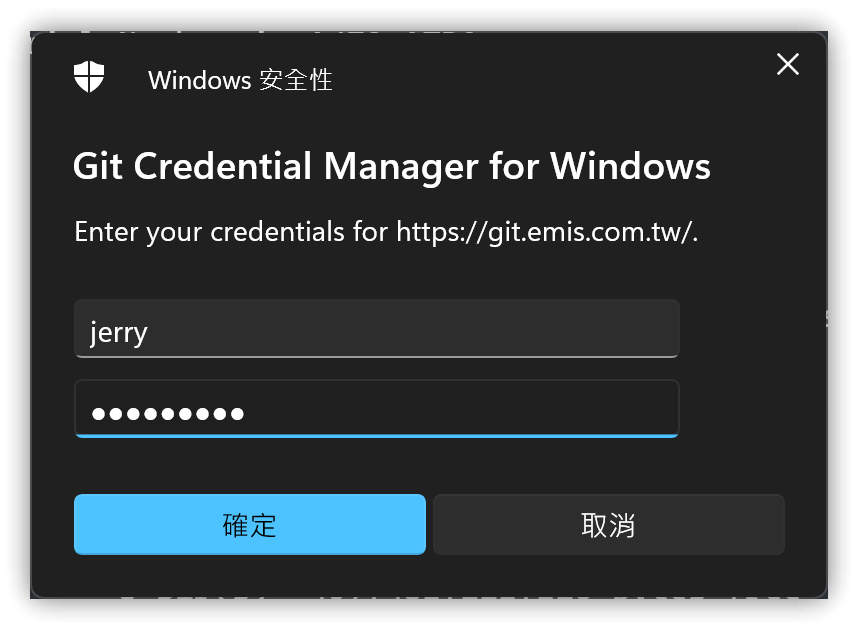 Windows 安全性
Git Credential Manager for Windows
Enter your credentials for https://git.emis.com.tw/.
jerry
●●●●●●●●●
確定
取消